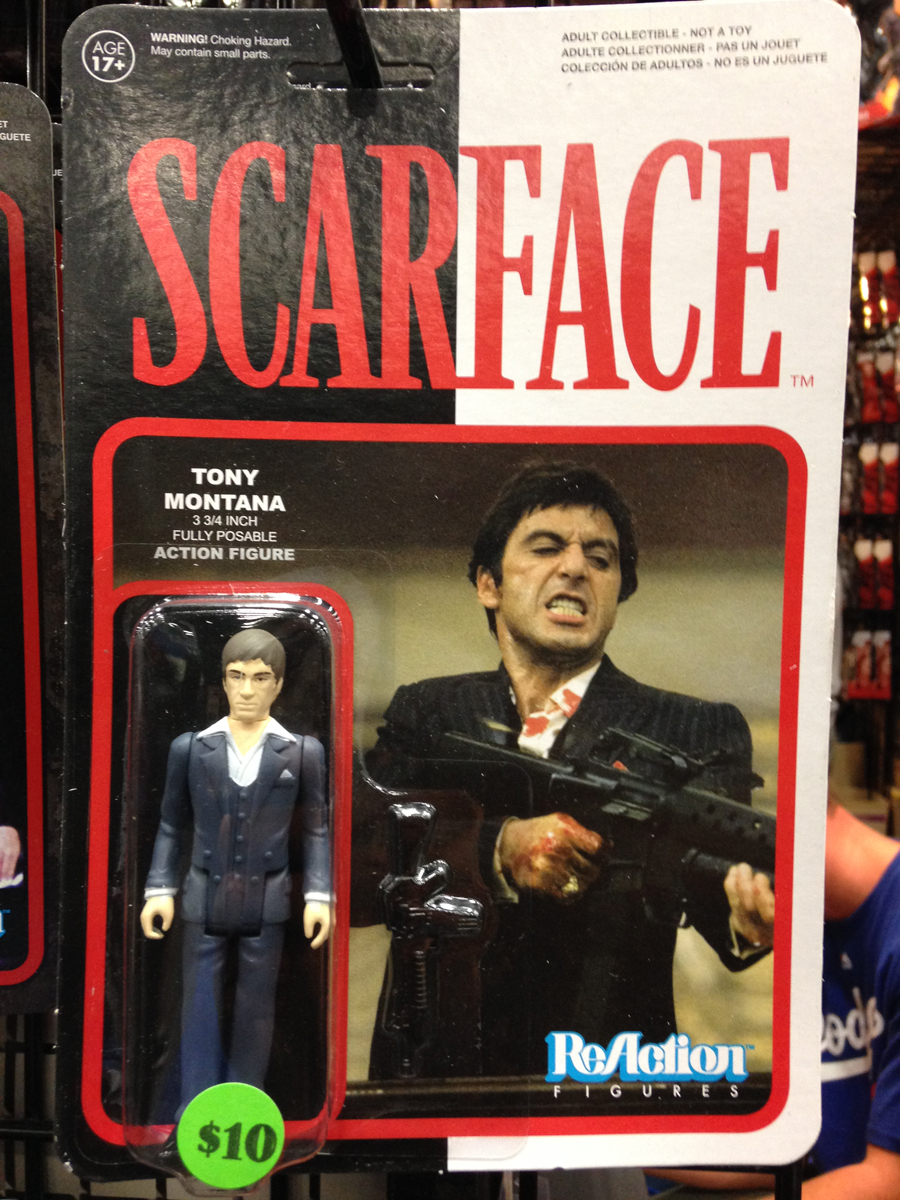 AGE
17+
WARNING! Choking Hazard.
May contain small parts.
ADULT COLLECTIBLE - NOT A TOY
ADULTE COLLECTIONNER - PAS UN JOUET
COLECCIÓN DE ADULTOS - NO ES UN JUGUETE
SCARFACE TM
TONY
MONTANA
3 3/4 INCH
FULLY POSABLE
ACTION FIGURE
ReAction TM
FIGURES
$10